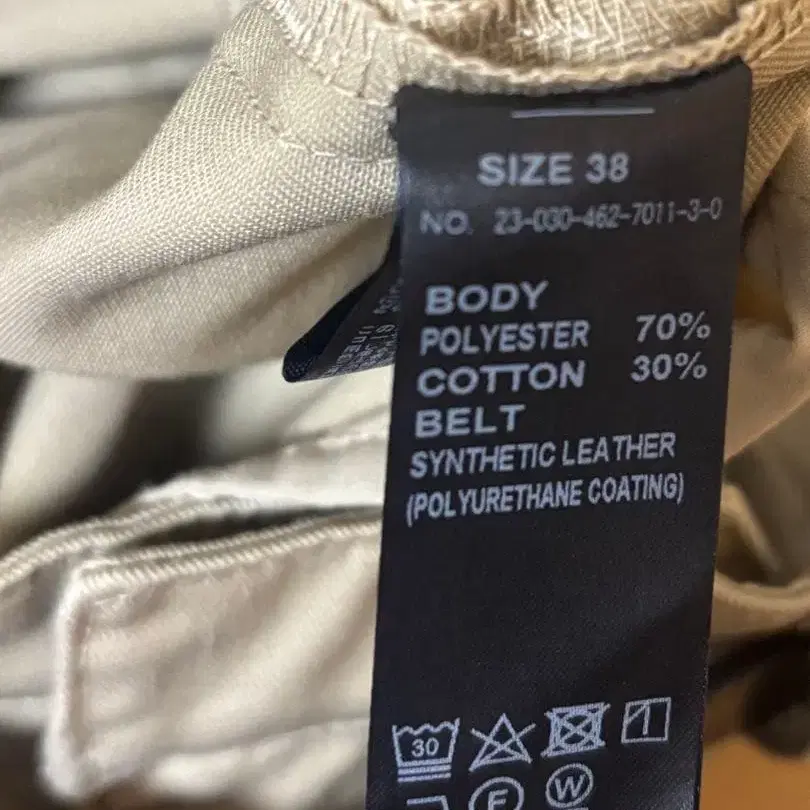 SIZE 38
NO. 23-030-462-7011-3-0
BODY
POLYESTER 70%
COTTON 30%
BELT
SYNTHETIC LEATHER
(POLYURETHANE COATING)
30
F W